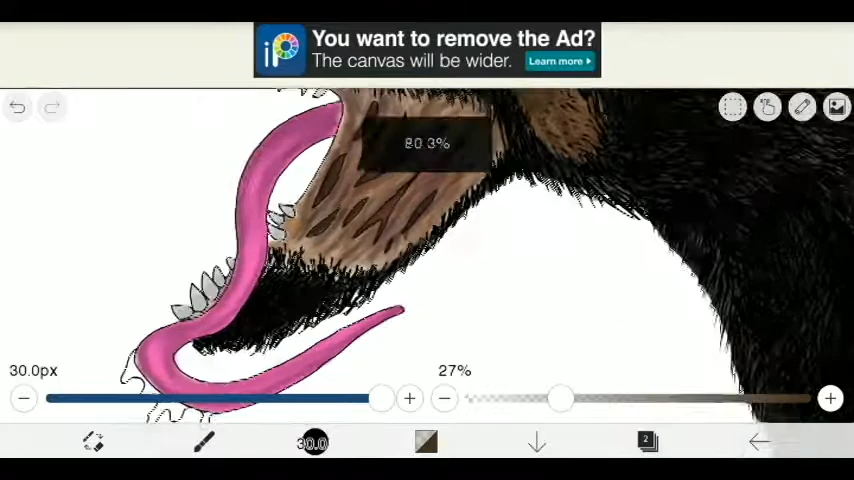 iP
You want to remove the Ad?
The canvas will be wider.
Learn more
80.3%
30.0px
27%
30.0
2